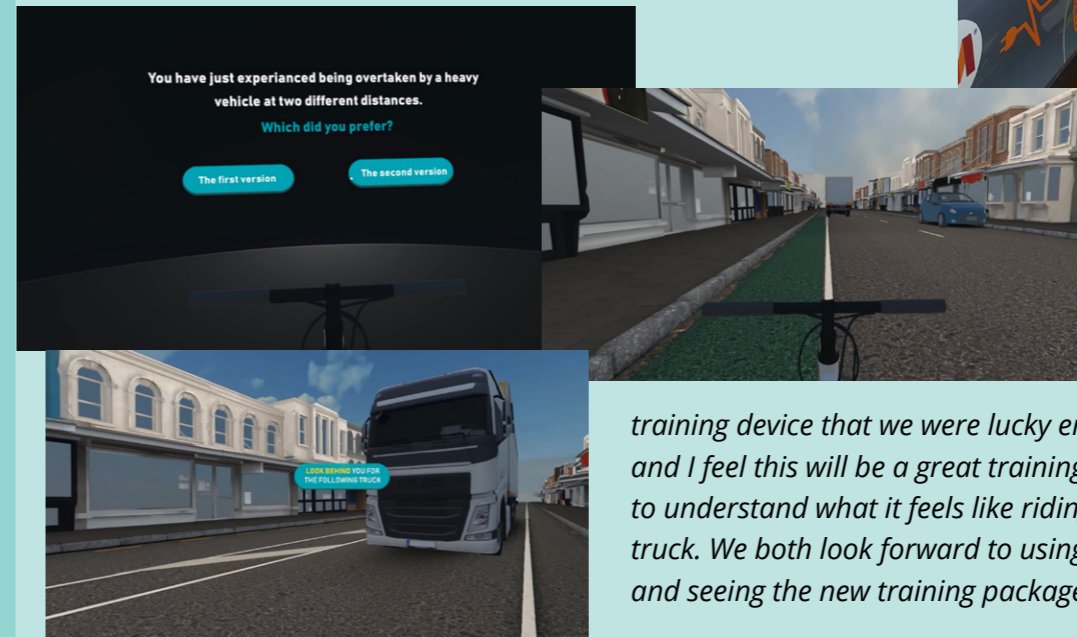 You have just experianced being overtaken by a heavy
vehicle at two different distances.
Which did you prefer?
The first version
The second version
LOOK BEHIND YOU FOR
THE FOLLOWING TRUCK
training device that we were lucky
and I feel this will be a great training
to understand what it feels like
truck. We both look forward to using
and seeing the new training package